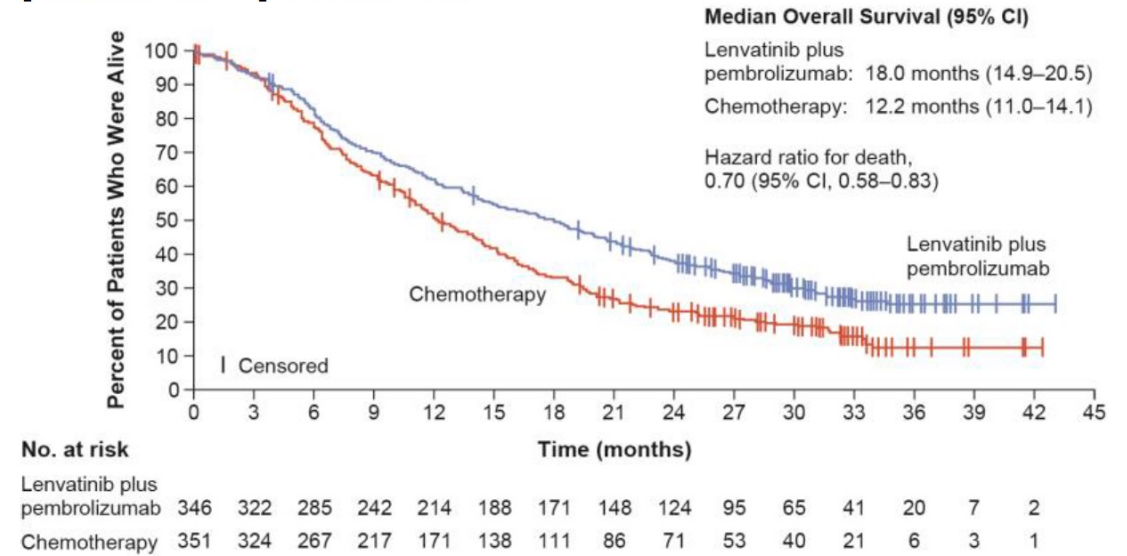 Median Overall Survival (95% CI)
Lenvatinib plus
pembrolizumab: 18.0 months (14.9–20.5)
Chemotherapy: 12.2 months (11.0–14.1)
Hazard ratio for death,
0.70 (95% CI, 0.58–0.83)
Percent of Patients Who Were Alive
100
90
80
70
60
50
40
30
20
10
0
Lenvatinib plus
pembrolizumab
Chemotherapy
Censored
0 3 6 9 12 15 18 21 24 27 30 33 36 39 42 45
Time (months)
No. at risk
Lenvatinib plus
pembrolizumab 346 322 285 242 214 188 171 148 124 95 65 41 20 7 2
Chemotherapy 351 324 267 217 171 138 111 86 71 53 40 21 6 3 1